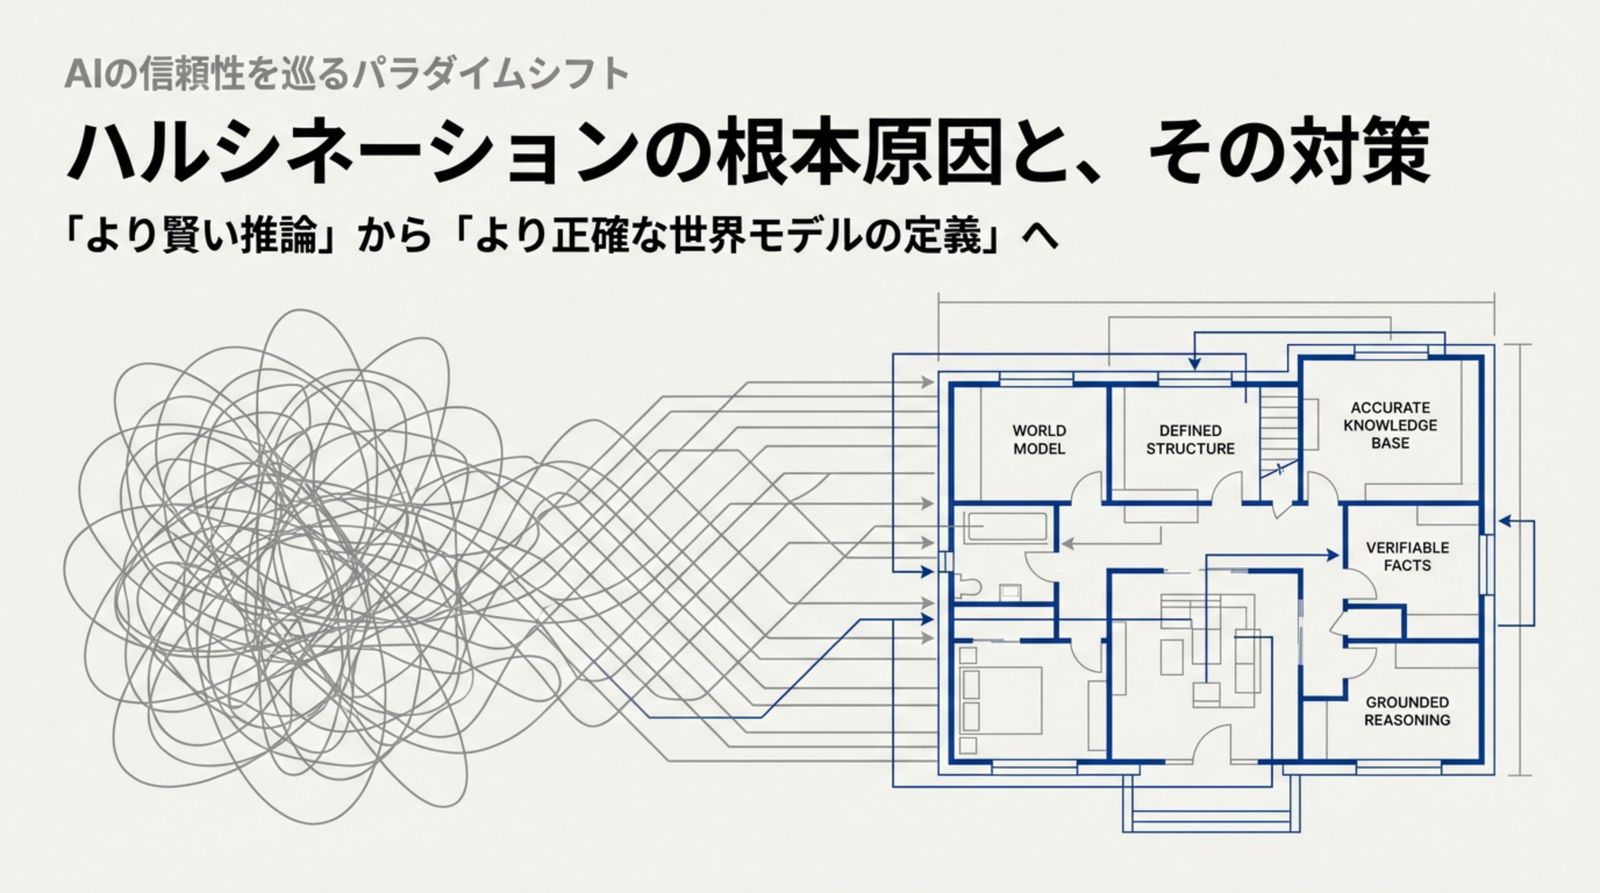 AIの信頼性を巡るパラダイムシフト
ハルシネーションの根本原因と、その対策
「より賢い推論」から「より正確な世界モデルの定義」へ
WORLD
MODEL
DEFINED
STRUCTURE
ACCURATE
KNOWLEDGE
BASE
VERIFIABLE
FACTS
GROUNDED
REASONING